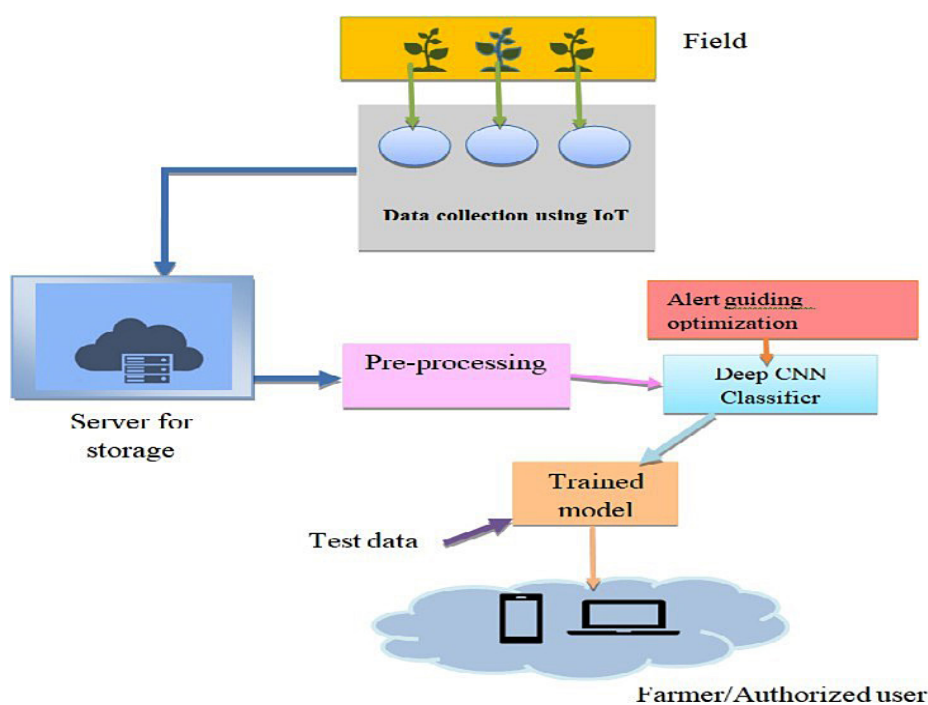 Field
Data collection using IoT
Alert guiding
optimization
Pre-processing
Deep CNN
Classifier
Server for
storage
Trained
model
Test data
Farmer/Authorized user